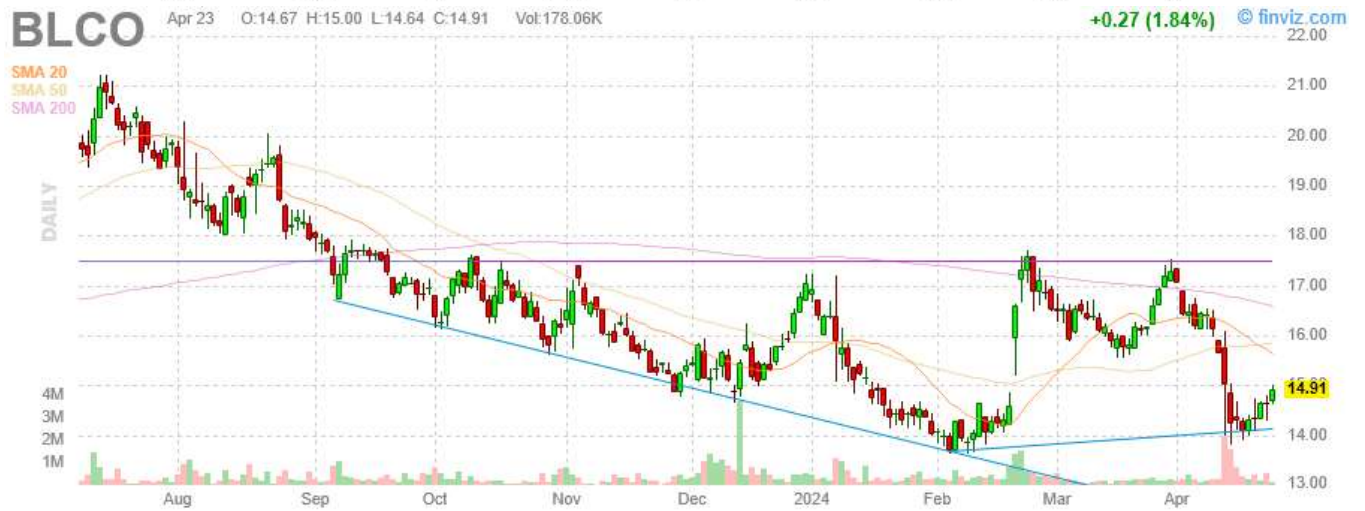 BLCO Apr 23 O:14.67 H:15.00 L:14.64 C:14.91 Vol:178.06K +0.27 (1.84%) © finviz.com
22.00
SMA 20
SMA 50
SMA 200
21.00
20.00
19.00
DAILY
18.00
17.00
16.00
15.00
14.91
4M
3M
2M
14.00
1M
13.00
Aug Sep Oct Nov Dec 2024 Feb Mar Apr